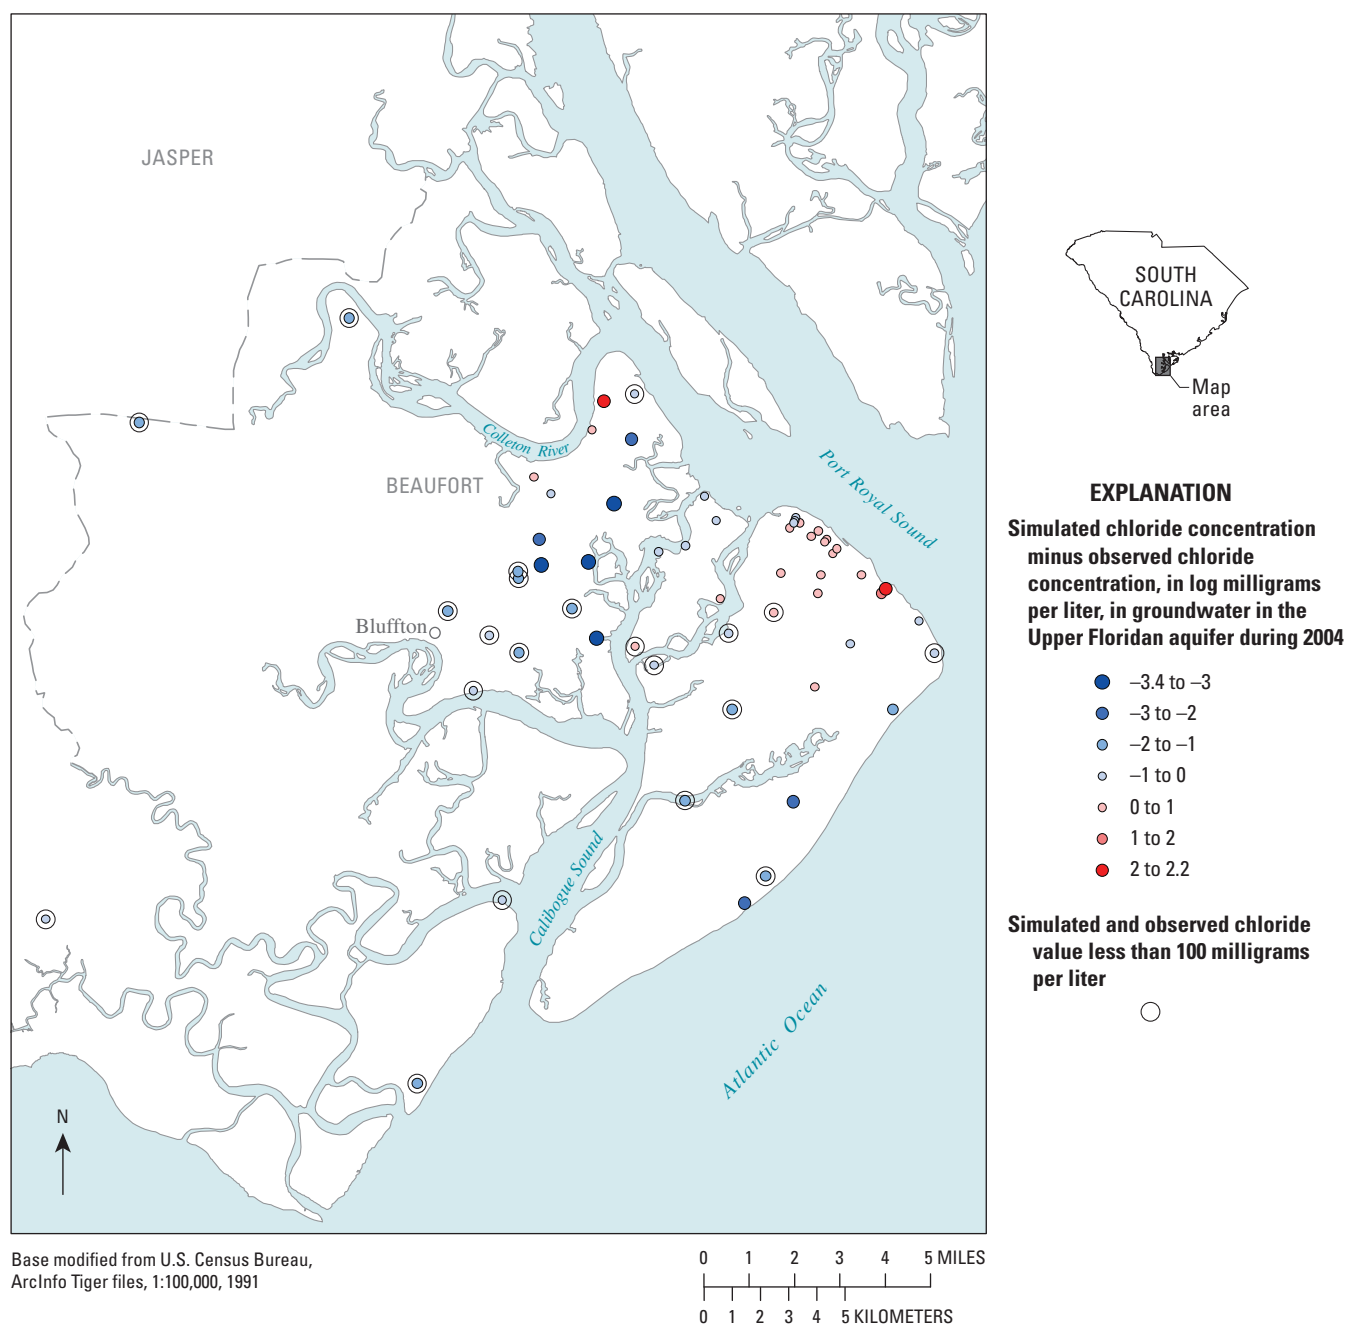 JASPER
SOUTH
CAROLINA
Map
area
Colleton River
Port Royal Sound
BEAUFORT
EXPLANATION
Simulated chloride concentration
minus observed chloride
concentration, in log milligrams
per liter, in groundwater in the
Upper Floridan aquifer during 2004
Bluffton
–3.4 to –3
–3 to –2
–2 to –1
–1 to 0
0 to 1
1 to 2
2 to 2.2
Calibogue Sound
Simulated and observed chloride
value less than 100 milligrams
per liter
Atlantic Ocean
N
Base modified from U.S. Census Bureau,
ArcInfo Tiger files, 1:100,000, 1991
0 1 2 3 4 5 MILES
0 1 2 3 4 5 KILOMETERS